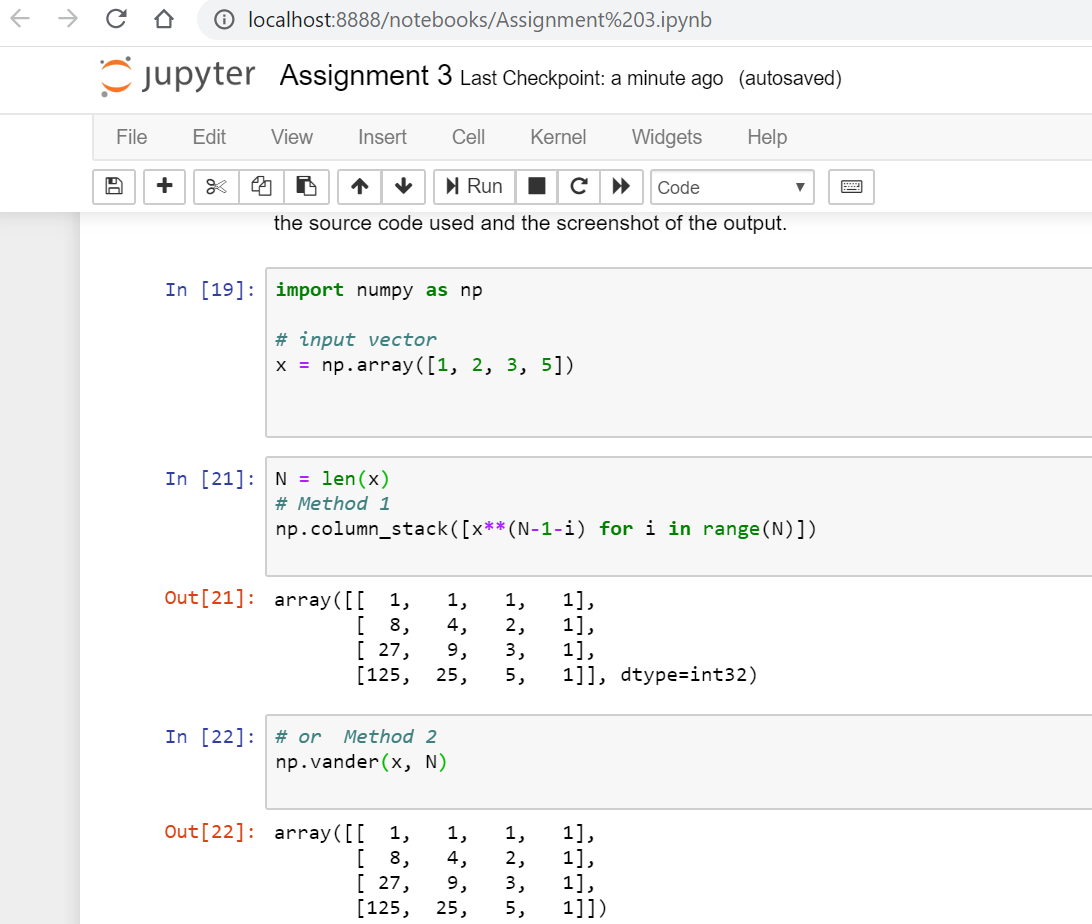 localhost:8888/notebooks/Assignment%203.ipynb
jupyter Assignment 3 Last Checkpoint: a minute ago (autosaved)
File Edit View Insert Cell Kernel Widgets Help
Run Code
the source code used and the screenshot of the output.
In [19]: import numpy as np
# input vector
x = np.array([1, 2, 3, 5])
In [21]: N = len(x)
# Method 1
np.column_stack([x**(N-1-i) for i in range(N)])
Out[21]: array([[  1,   1,   1,   1],
[  8,   4,   2,   1],
[ 27,   9,   3,   1],
[125,  25,   5,   1]], dtype=int32)
In [22]: # or  Method 2
np.vander(x, N)
Out[22]: array([[  1,   1,   1,   1],
[  8,   4,   2,   1],
[ 27,   9,   3,   1],
[125,  25,   5,   1]])